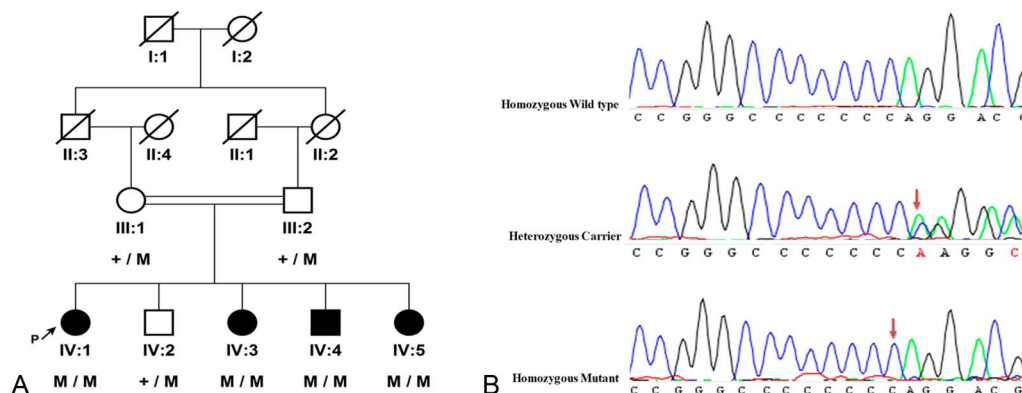 I:1
I:2
II:3
II:4
II:1
II:2
III:1
III:2
+ / M
+ / M
P
IV:1
IV:2
IV:3
IV:4
IV:5
M / M
+ / M
M / M
M / M
M / M
A
Homozygous Wild type
C C G G G C C C C C C C A G G A C
Heterozygous Carrier
C C G G G C C C C C C C A A G G C
Homozygous Mutant
C C G G G C C C C C C C C A G G A C G
B